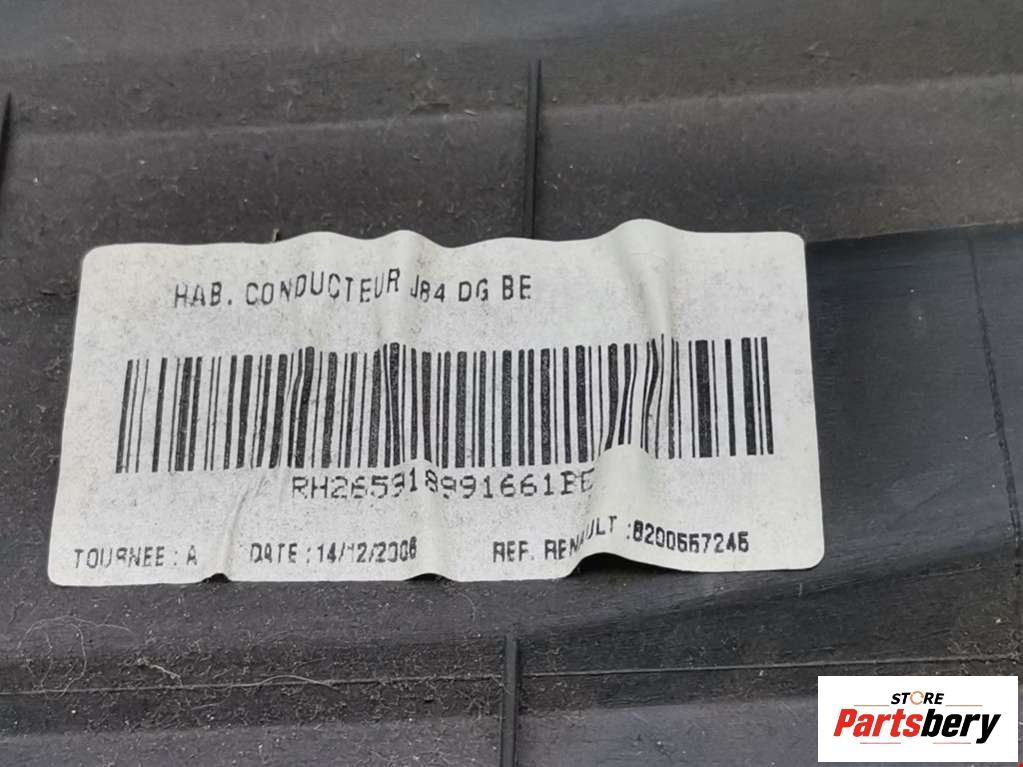 HAB. CONDUCTEUR J84 DG BE
RH265918991661BE
TOURNEE : A DATE : 14/12/2006 REF. RENAULT : 8200557245
STORE
Partsbery